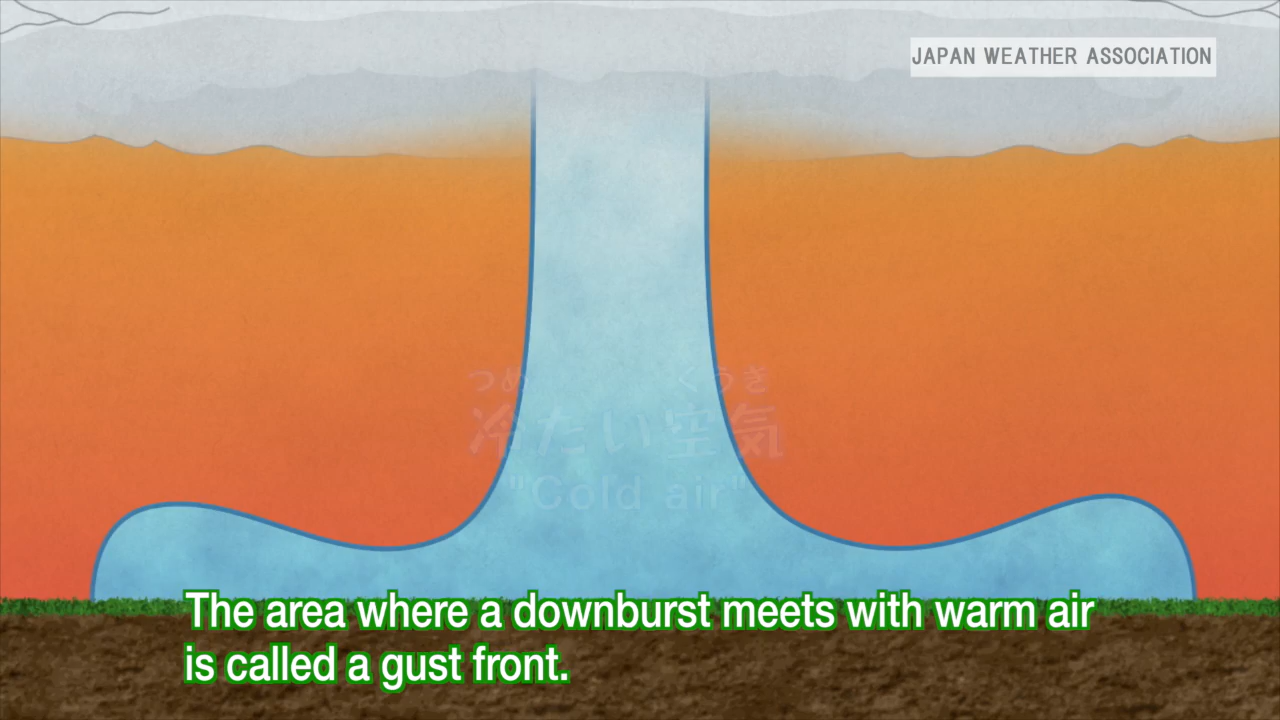 JAPAN WEATHER ASSOCIATION
つめ くうき
冷たい空気
"Cold air"
The area where a downburst meets with warm air
is called a gust front.